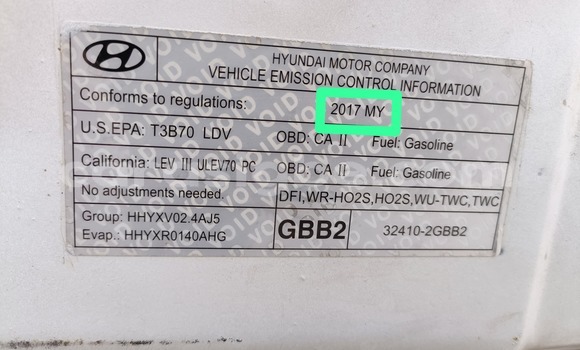 HYUNDAI MOTOR COMPANY
VEHICLE EMISSION CONTROL INFORMATION
Conforms to regulations: 2017 MY
U.S.EPA: T3B70 LDV OBD: CA II Fuel: Gasoline
California: LEV III ULEV70 PC OBD: CA II Fuel: Gasoline
No adjustments needed. DFI,WR-HO2S,HO2S,WU-TWC,TWC
Group: HHYXV02.4AJ5
Evap.: HHYXR0140AHG
GBB2 32410-2GBB2